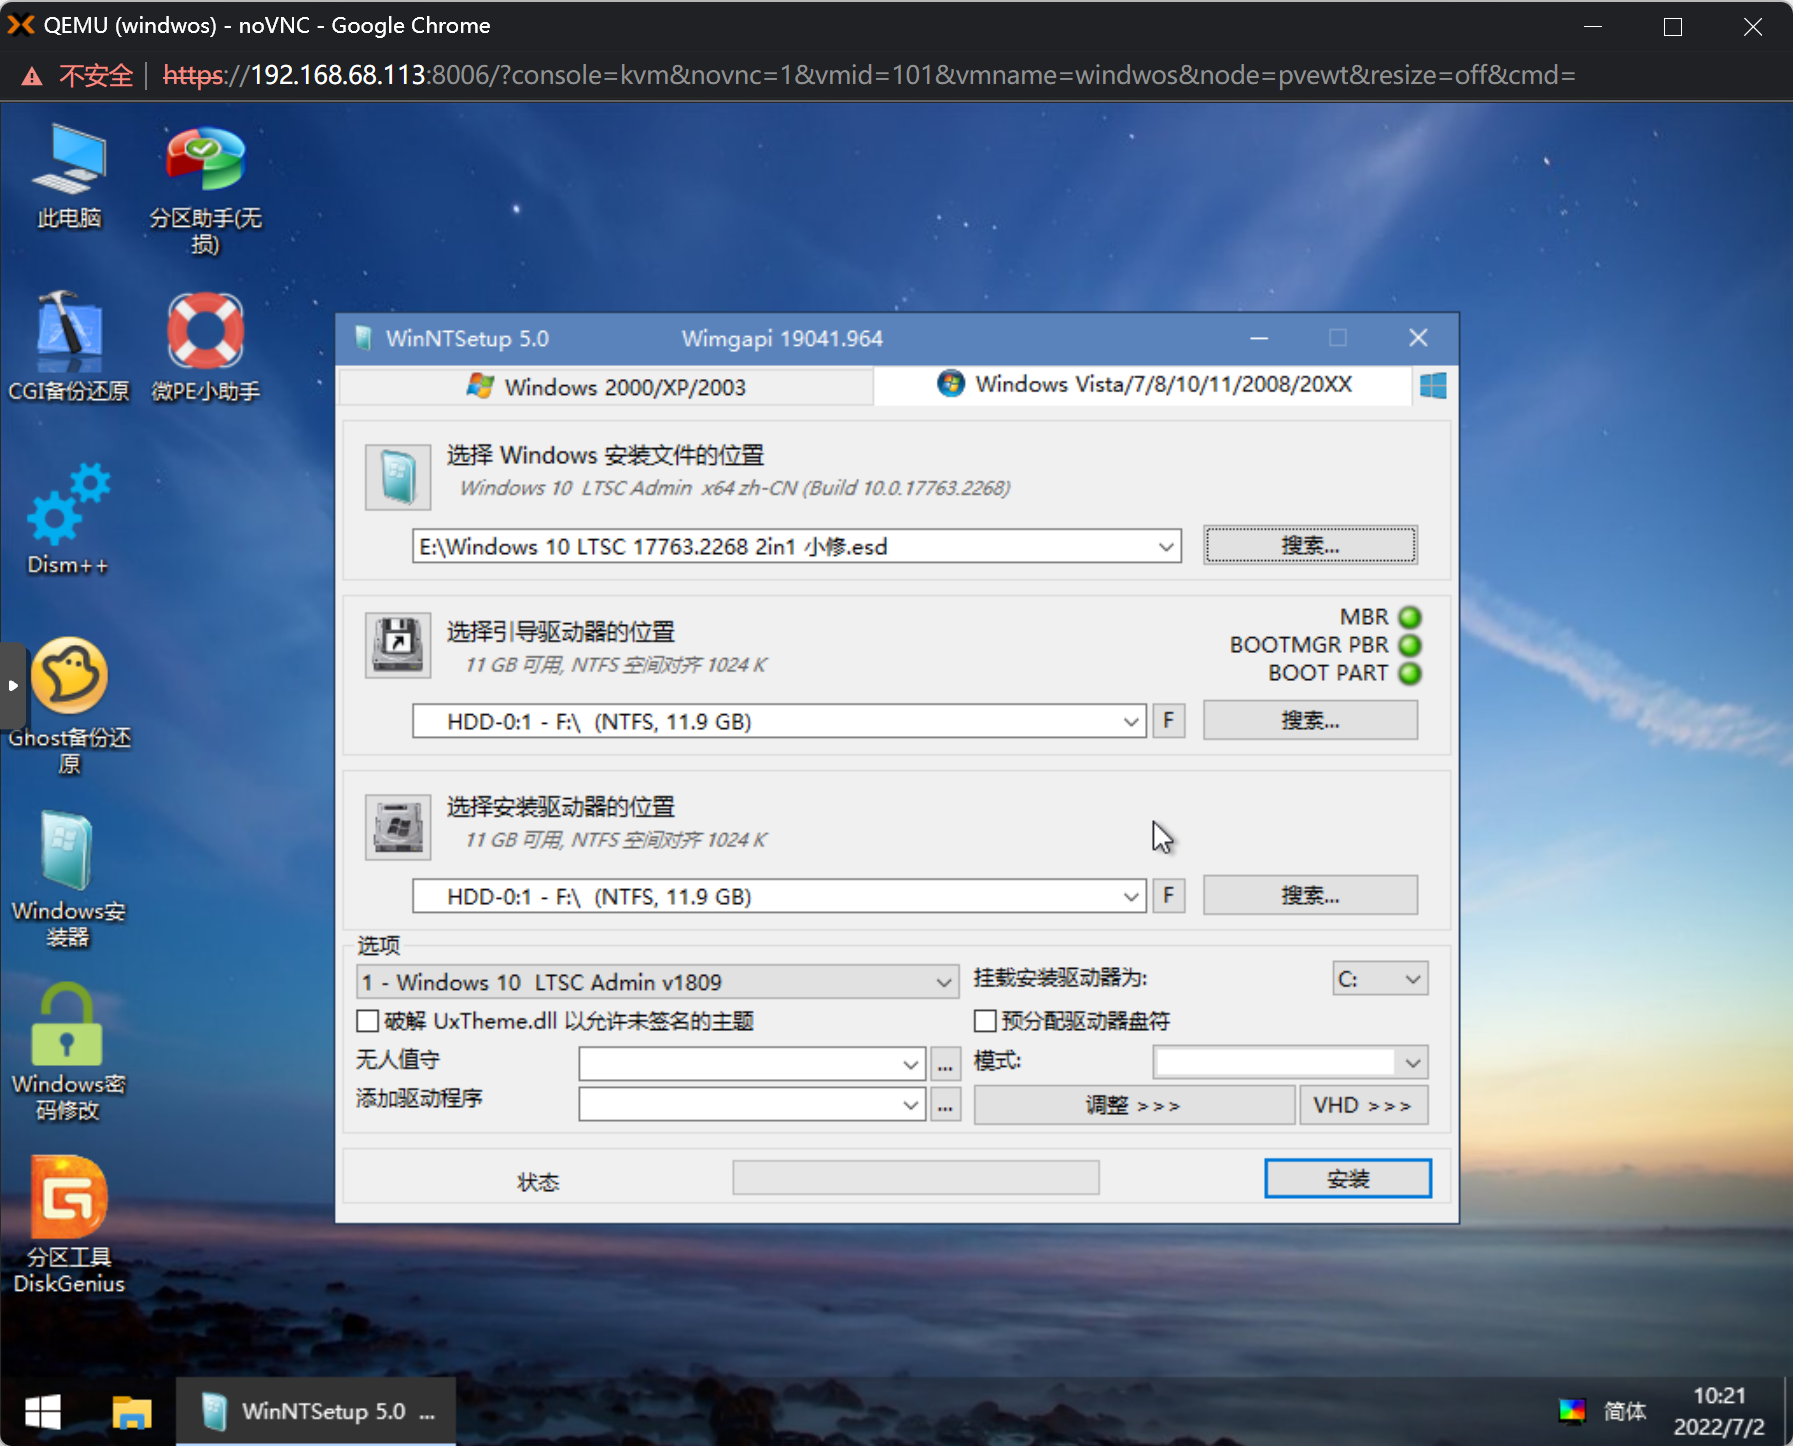 QEMU (windwos) - noVNC - Google Chrome
不安全 https://192.168.68.113:8006/?console=kvm&novnc=1&vmid=101&vmname=windwos&node=pvewt&resize=off&cmd=
此电脑
分区助手(无
损)
CGI备份还原
微PE小助手
Dism++
Ghost备份还
原
Windows安
装器
Windows密
码修改
分区工具
DiskGenius
WinNTSetup 5.0 Wimgapi 19041.964
Windows 2000/XP/2003
Windows Vista/7/8/10/11/2008/20XX
选择 Windows 安装文件的位置
Windows 10 LTSC Admin x64 zh-CN (Build 10.0.17763.2268)
E:\Windows 10 LTSC 17763.2268 2in1 小修.esd
搜索...
选择引导驱动器的位置
11 GB 可用, NTFS 空间对齐 1024 K
MBR
BOOTMGR PBR
BOOT PART
HDD-0:1 - F:\ (NTFS, 11.9 GB)
F
搜索...
选择安装驱动器的位置
11 GB 可用, NTFS 空间对齐 1024 K
HDD-0:1 - F:\ (NTFS, 11.9 GB)
F
搜索...
选项
1 - Windows 10 LTSC Admin v1809
挂载安装驱动器为:
C:
破解 UxTheme.dll 以允许未签名的主题
预分配驱动器盘符
无人值守
...
模式:
添加驱动程序
...
调整 >>>
VHD >>>
状态
安装
WinNTSetup 5.0 ...
简体
10:21
2022/7/2